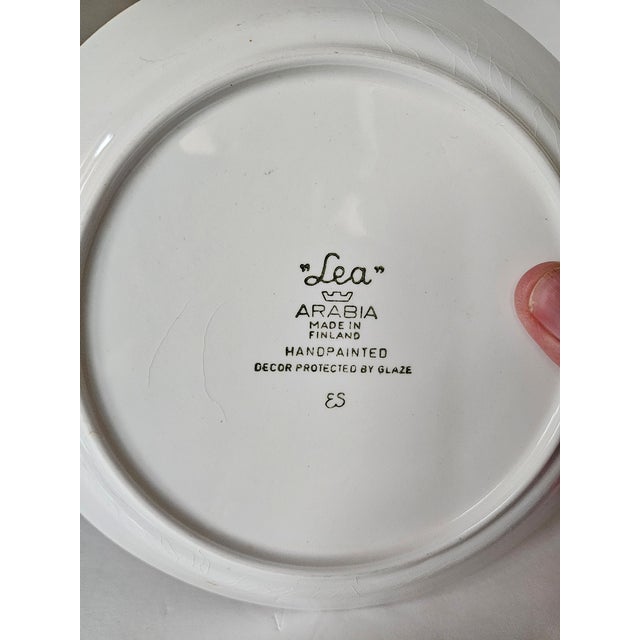 "Lea"
ARABIA
MADE IN
FINLAND
HANDPAINTED
DECOR PROTECTED BY GLAZE
ES